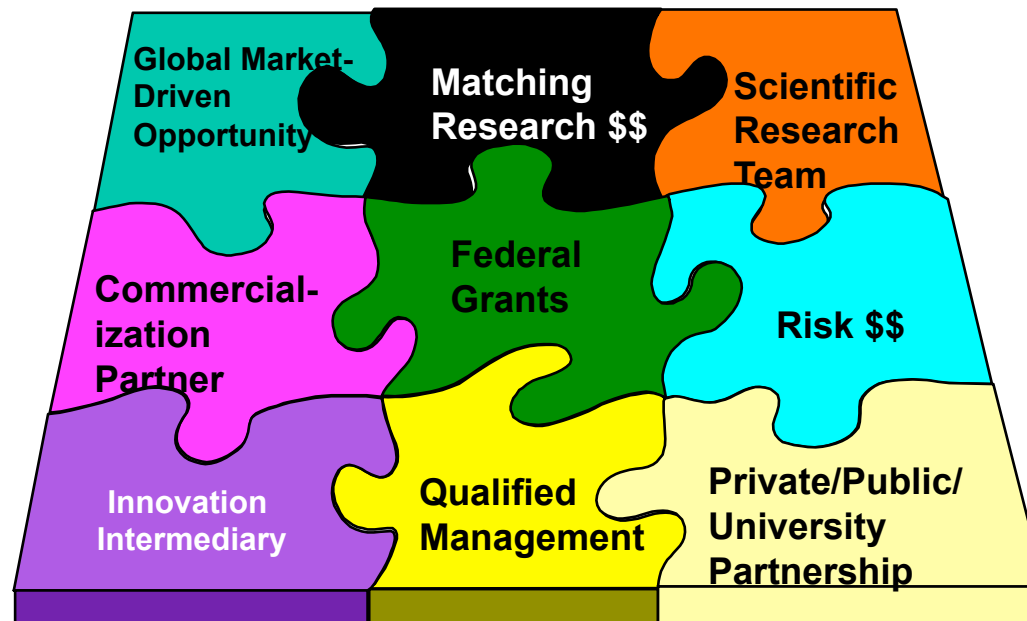 Global Market-
Driven
Opportunity
Matching
Research $$
Scientific
Research
Team
Commercial-
ization
Partner
Federal
Grants
Risk $$
Innovation
Intermediary
Qualified
Management
Private/Public/
University
Partnership